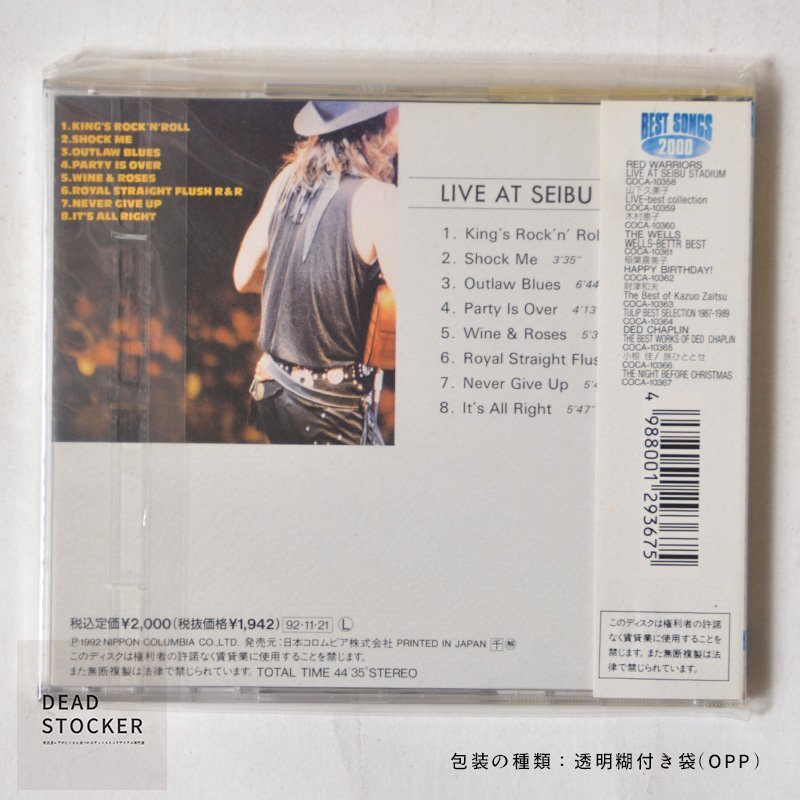 1.KING'S ROCK'N'ROLL
2.SHOCK ME
3.OUTLAW BLUES
4.PARTY IS OVER
5.WINE & ROSES
6.ROYAL STRAIGHT FLUSH R&R
7.NEVER GIVE UP
8.IT'S ALL RIGHT
LIVE AT SEIBU
1. King's Rock'n' Rol
2. Shock Me 3'35"
3. Outlaw Blues 6'44
4. Party Is Over 4'13
5. Wine & Roses 5'3
6. Royal Straight Flus
7. Never Give Up 5'4
8. It's All Right 5'47"
BEST SONGS
2000
RED WARRIORS
LIVE AT SEIBU STADIUM
COCA-10358
山下久美子
LIVE-best collection
COCA-10359
木村恵子
COCA-10360
THE WELLS
WELLS-BETTR BEST
COCA-10361
稲葉喜美子
HAPPY BIRTHDAY!
COCA-10362
財津和夫
The Best of Kazuo Zaitsu
COCA-10363
TULIP BEST SELECTION 1987-1989
COCA-10364
DED CHAPLIN
THE BEST WORKS OF DED CHAPLIN
COCA-10365
小椋 佳/旅ひととせ
COCA-10366
THE NIGHT BEFORE CHRISTMAS
COCA-10367
4 988001 293675
このディスクは権利者の許諾
なく賃貸業に使用することを
禁じます。また無断複製は法
律で禁じられています。
税込定価¥2,000(税抜価格¥1,942) 92・11・21 Ⓛ
Ⓟ1992 NIPPON COLUMBIA CO.,LTD. 発売元:日本コロムビア株式会社 PRINTED IN JAPAN
このディスクは権利者の許諾なく賃貸業に使用することを禁じます。
また無断複製は法律で禁じられています。 TOTAL TIME 44'35" STEREO
DEAD
STOCKER
包装の種類：透明糊付き袋(OPP)